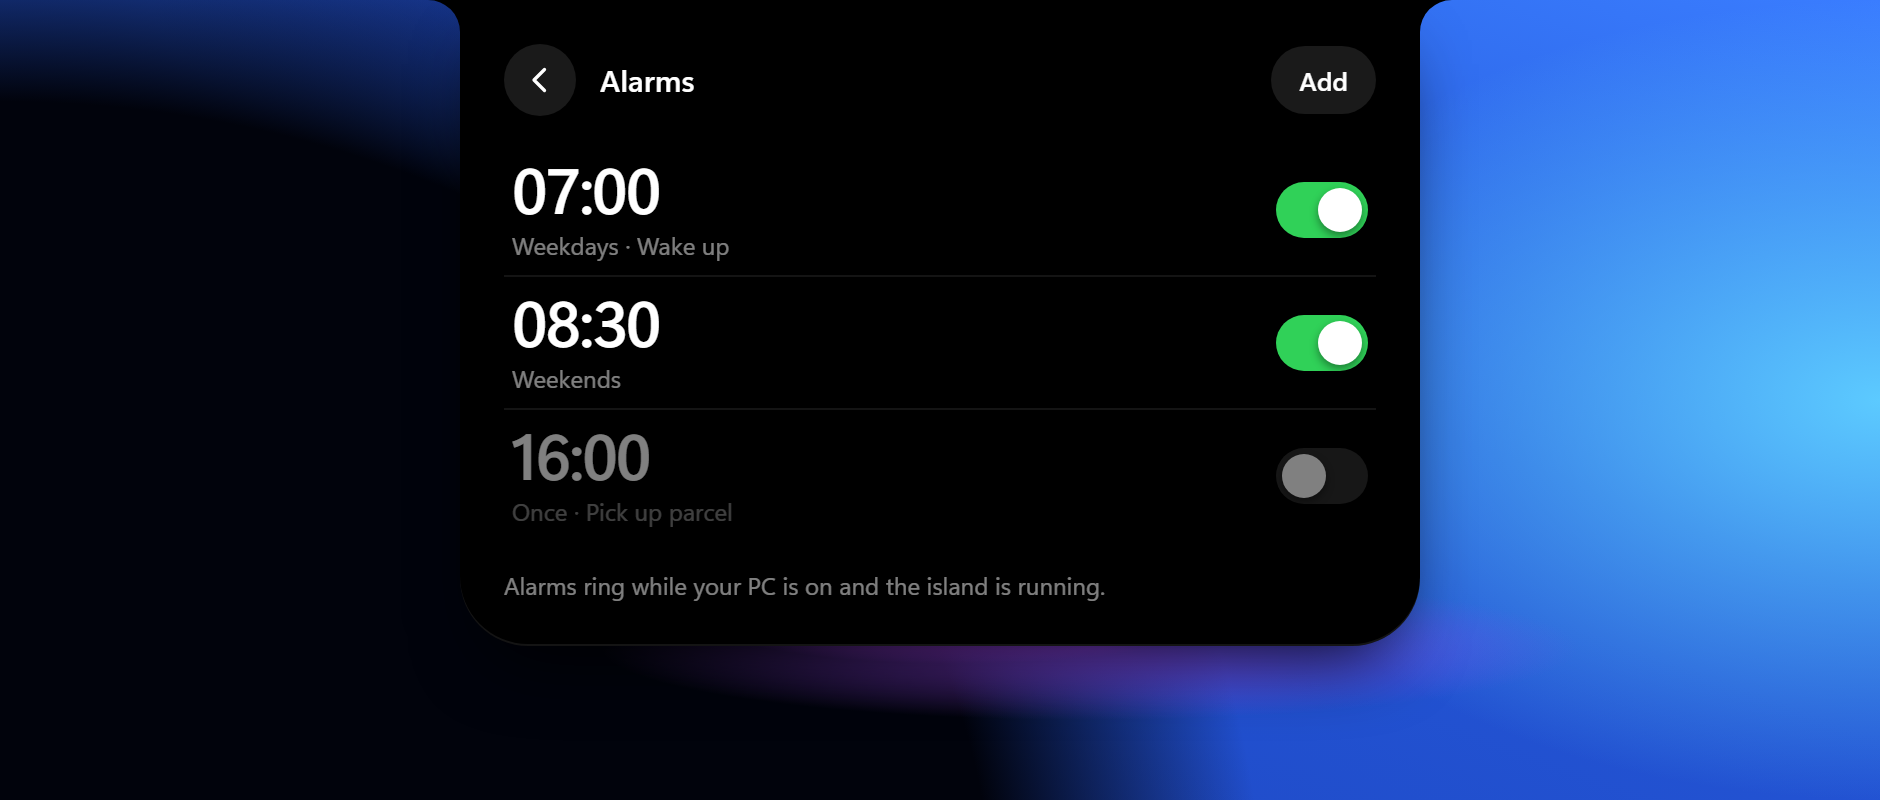 Alarms
Add
07:00
Weekdays · Wake up
08:30
Weekends
16:00
Once · Pick up parcel
Alarms ring while your PC is on and the island is running.